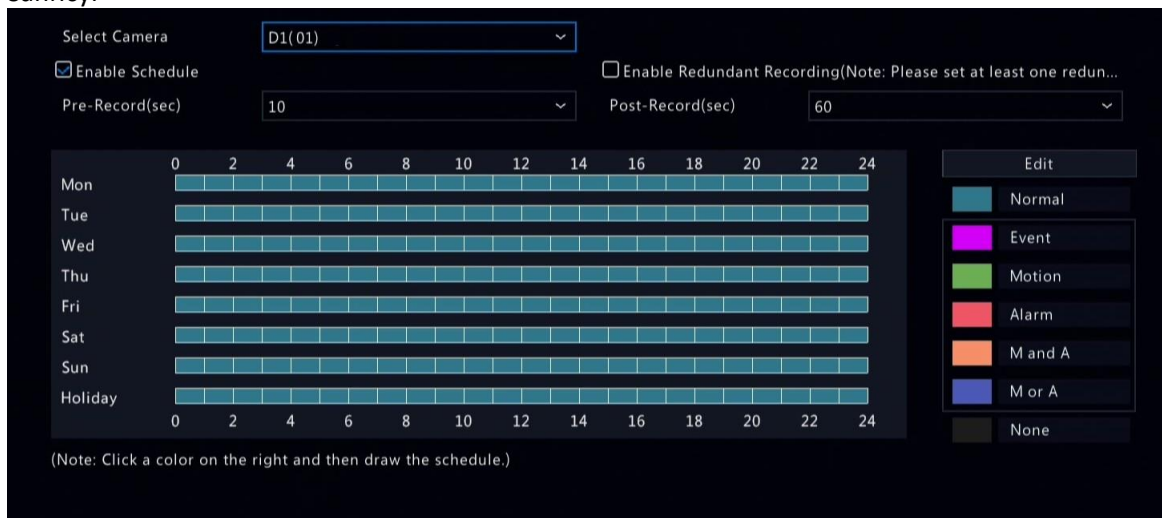 Select Camera D1(01)
Enable Schedule Enable Redundant Recording(Note: Please set at least one redun...
Pre-Record(sec) 10 Post-Record(sec) 60
0 2 4 6 8 10 12 14 16 18 20 22 24 Edit
Mon
Normal
Tue
Event
Wed
Thu
Motion
Fri
Alarm
Sat
M and A
Sun
M or A
Holiday
0 2 4 6 8 10 12 14 16 18 20 22 24
None
(Note: Click a color on the right and then draw the schedule.)